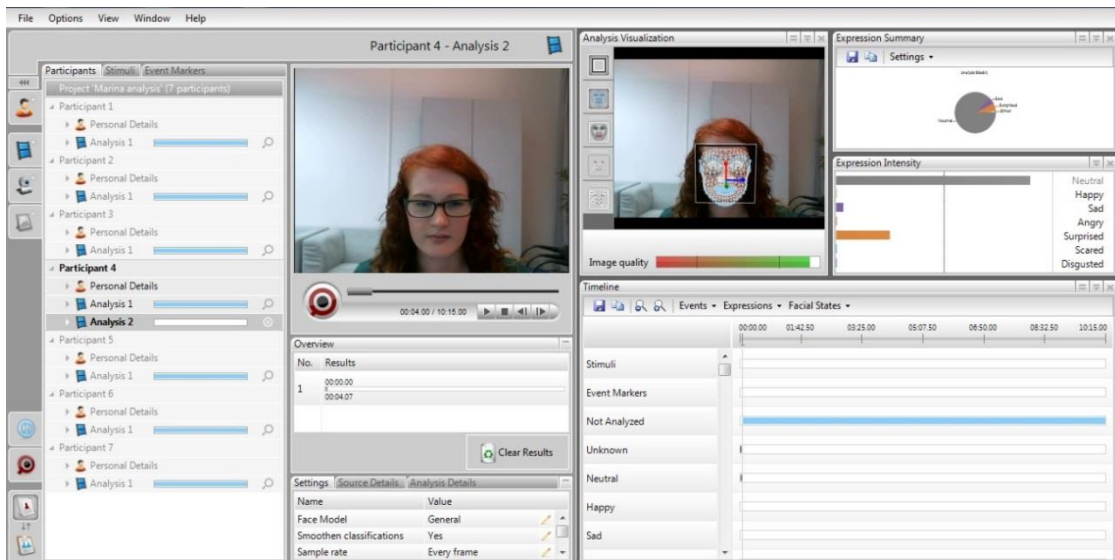 File Options View Window Help
Participant 4 - Analysis 2
Participants Stimuli Event Markers
Project 'Marina analysis' (7 participants)
Participant 1
Personal Details
Analysis 1
Participant 2
Personal Details
Analysis 1
Participant 3
Personal Details
Analysis 1
Participant 4
Personal Details
Analysis 1
Analysis 2
Participant 5
Personal Details
Analysis 1
Participant 6
Personal Details
Analysis 1
Participant 7
Personal Details
Analysis 1
00:04.00 / 10:15.00
Overview
No. Results
1 00:00.00
00:04.07
Clear Results
Settings Source Details Analysis Details
Name Value
Face Model General
Smoothen classifications Yes
Sample rate Every frame
Analysis Visualization
Image quality
Expression Summary
Settings
Sad
Surprised
Neutral
Expression Intensity
Neutral
Happy
Sad
Angry
Surprised
Scared
Disgusted
Timeline
Events Expressions Facial States
00:00.00 01:42.50 03:25.00 05:07.50 06:50.00 08:32.50 10:15.00
Stimuli
Event Markers
Not Analyzed
Unknown
Neutral
Happy
Sad